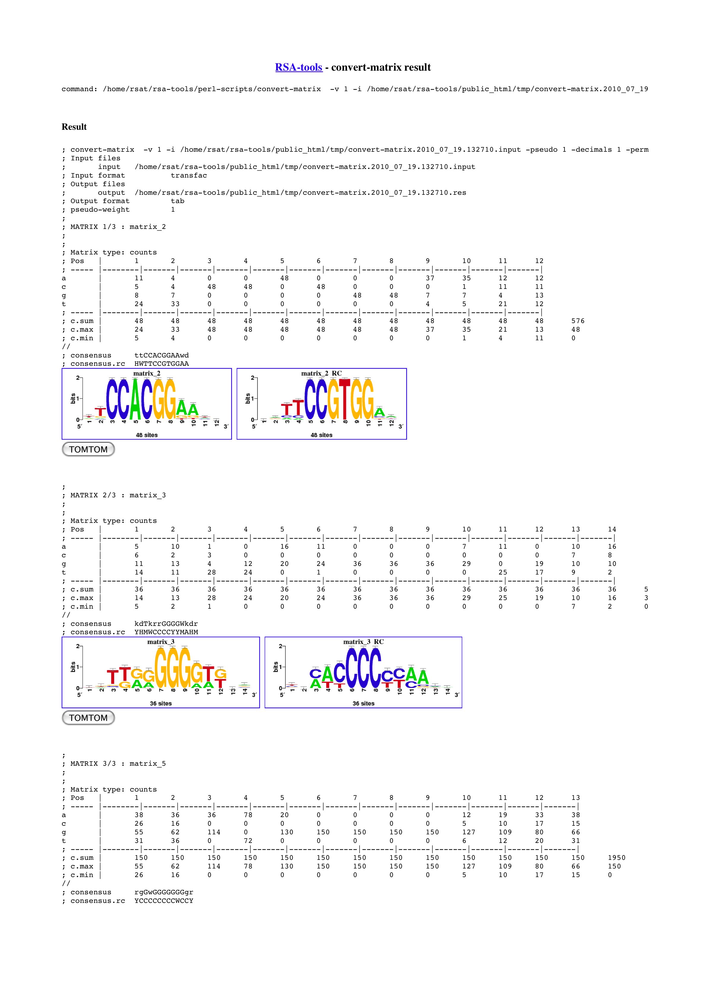 RSA-tools - convert-matrix result
command: /home/rsat/rsa-tools/perl-scripts/convert-matrix  -v 1 -i /home/rsat/rsa-tools/public_html/tmp/convert-matrix.2010_07_19
Result
; convert-matrix  -v 1 -i /home/rsat/rsa-tools/public_html/tmp/convert-matrix.2010_07_19.132710.input -pseudo 1 -decimals 1 -perm
; Input files
;       input   /home/rsat/rsa-tools/public_html/tmp/convert-matrix.2010_07_19.132710.input
; Input format          transfac
; Output files
;       output  /home/rsat/rsa-tools/public_html/tmp/convert-matrix.2010_07_19.132710.res
; Output format         tab
; pseudo-weight         1
;
; MATRIX 1/3 : matrix_2
;
;
; Matrix type: counts
; Pos   |       1       2       3       4       5       6       7       8       9       10      11      12
; ----- |--------|-------|-------|-------|-------|-------|-------|-------|-------|-------|-------|-------|
a       |       11      4       0       0       48      0       0       0       37      35      12      12
c       |       5       4       48      48      0       48      0       0       0       1       11      11
g       |       8       7       0       0       0       0       48      48      7       7       4       13
t       |       24      33      0       0       0       0       0       0       4       5       21      12
; ----- |--------|-------|-------|-------|-------|-------|-------|-------|-------|-------|-------|-------|
; c.sum |       48      48      48      48      48      48      48      48      48      48      48      48      576
; c.max |       24      33      48      48      48      48      48      48      37      35      21      13      48
; c.min |       5       4       0       0       0       0       0       0       0       1       4       11      0
//
; consensus     ttCCACGGAAwd
; consensus.rc  HWTTCCGTGGAA
matrix_2 matrix_2 RC
2 1 0 bits TCCACGGAA 2 1 0 bits TTCCGTGGA
5′ 1 2 3 4 5 6 7 8 9 10 11 12 3′ 5′ 1 2 3 4 5 6 7 8 9 10 11 12 3′
48 sites 48 sites
TOMTOM
;
; MATRIX 2/3 : matrix_3
;
;
; Matrix type: counts
; Pos   |       1       2       3       4       5       6       7       8       9       10      11      12      13      14
; ----- |--------|-------|-------|-------|-------|-------|-------|-------|-------|-------|-------|-------|-------|-------|
a       |       5       10      1       0       16      11      0       0       0       7       11      0       10      16
c       |       6       2       3       0       0       0       0       0       0       0       0       0       7       8
g       |       11      13      4       12      20      24      36      36      36      29      0       19      10      10
t       |       14      11      28      24      0       1       0       0       0       0       25      17      9       2
; ----- |--------|-------|-------|-------|-------|-------|-------|-------|-------|-------|-------|-------|-------|-------|
; c.sum |       36      36      36      36      36      36      36      36      36      36      36      36      36      36      5
; c.max |       14      13      28      24      20      24      36      36      36      29      25      19      10      16      3
; c.min |       5       2       1       0       0       0       0       0       0       0       0       0       7       2       0
//
; consensus     kdTkrrGGGGWkdr
; consensus.rc  YHMWCCCCYYMAHM
matrix_3 matrix_3 RC
2 1 0 bits TTGGGGGGTG 2 1 0 bits CACCCCCCAA
GAA AAT ATT TTC
5′ 1 2 3 4 5 6 7 8 9 10 11 12 13 14 3′ 5′ 1 2 3 4 5 6 7 8 9 10 11 12 13 14 3′
36 sites 36 sites
TOMTOM
;
; MATRIX 3/3 : matrix_5
;
;
; Matrix type: counts
; Pos   |       1       2       3       4       5       6       7       8       9       10      11      12      13
; ----- |--------|-------|-------|-------|-------|-------|-------|-------|-------|-------|-------|-------|-------|
a       |       38      36      36      78      20      0       0       0       0       12      19      33      38
c       |       26      16      0       0       0       0       0       0       0       5       10      17      15
g       |       55      62      114     0       130     150     150     150     150     127     109     80      66
t       |       31      36      0       72      0       0       0       0       0       6       12      20      31
; ----- |--------|-------|-------|-------|-------|-------|-------|-------|-------|-------|-------|-------|-------|
; c.sum |       150     150     150     150     150     150     150     150     150     150     150     150     150     1950
; c.max |       55      62      114     78      130     150     150     150     150     127     109     80      66      150
; c.min |       26      16      0       0       0       0       0       0       0       5       10      17      15      0
//
; consensus     rgGwGGGGGGGgr
; consensus.rc  YCCCCCCCCWCCY